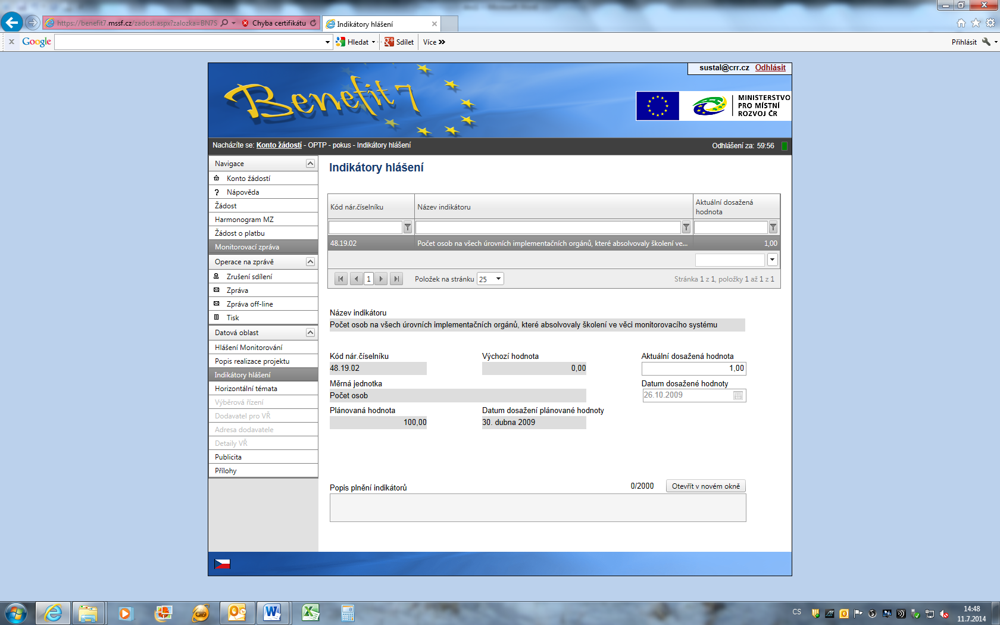 https://benefit7.mssf.cz/zadost.aspx?zalozka=BN7S
Chyba certifikátu
Indikátory hlášení
Google
Hledat
Sdílet
Více
Přihlásit
sustal@crr.cz Odhlásit
Benefit 7
MINISTERSTVO
PRO MÍSTNÍ
ROZVOJ ČR
Nacházíte se: Konto žádostí - OPTP - pokus - Indikátory hlášení
Odhlášení za: 59:56
Navigace
Konto žádostí
? Nápověda
Žádost
Harmonogram MZ
Žádost o platbu
Monitorovací zpráva
Operace na zprávě
Zrušení sdílení
Zpráva
Zpráva off-line
Tisk
Datová oblast
Hlášení Monitorování
Popis realizace projektu
Indikátory hlášení
Horizontální témata
Výběrová řízení
Dodavatel pro VŘ
Adresa dodavatele
Detaily VŘ
Publicita
Přílohy
Indikátory hlášení
Kód nár.číselníku
Název indikátoru
Aktuální dosažená
hodnota
48.19.02
Počet osob na všech úrovních implementačních orgánů, které absolvovaly školení ve...
1,00
1
Položek na stránku
25
Stránka 1 z 1, položky 1 až 1 z 1
Název indikátoru
Počet osob na všech úrovních implementačních orgánů, které absolvovaly školení ve věci monitorovacího systému
Kód nár.číselníku
Výchozí hodnota
Aktuální dosažená hodnota
48.19.02
0,00
1,00
Měrná jednotka
Datum dosažené hodnoty
Počet osob
26.10.2009
Plánovaná hodnota
Datum dosažení plánované hodnoty
100,00
30. dubna 2009
Popis plnění indikátorů
0/2000
Otevřít v novém okně
CS
14:48
11.7.2014